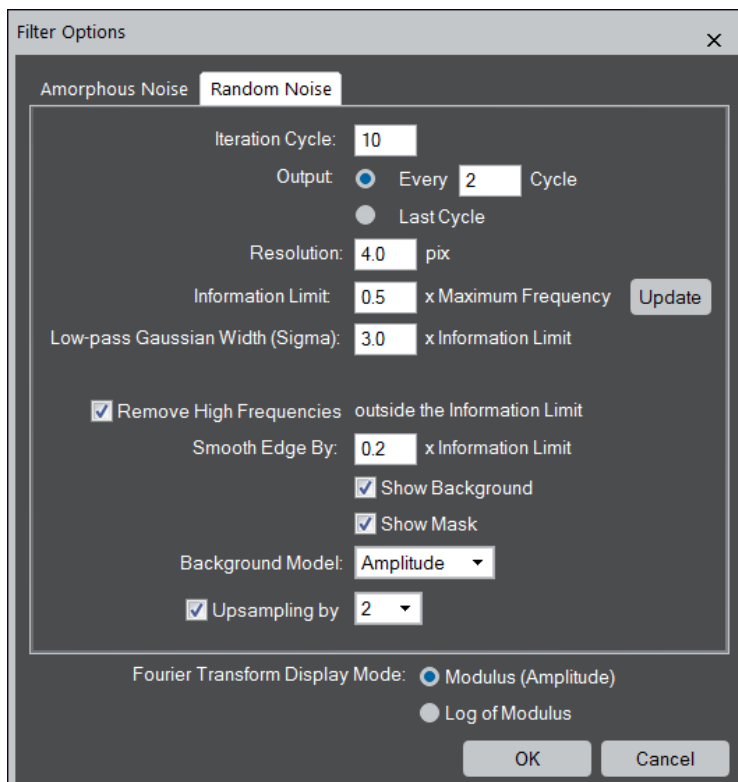 Filter Options
Amorphous Noise Random Noise
Iteration Cycle: 10
Output: Every 2 Cycle
Last Cycle
Resolution: 4.0 pix
Information Limit: 0.5 x Maximum Frequency Update
Low-pass Gaussian Width (Sigma): 3.0 x Information Limit
Remove High Frequencies outside the Information Limit
Smooth Edge By: 0.2 x Information Limit
Show Background
Show Mask
Background Model: Amplitude
Upsampling by 2
Fourier Transform Display Mode: Modulus (Amplitude)
Log of Modulus
OK Cancel